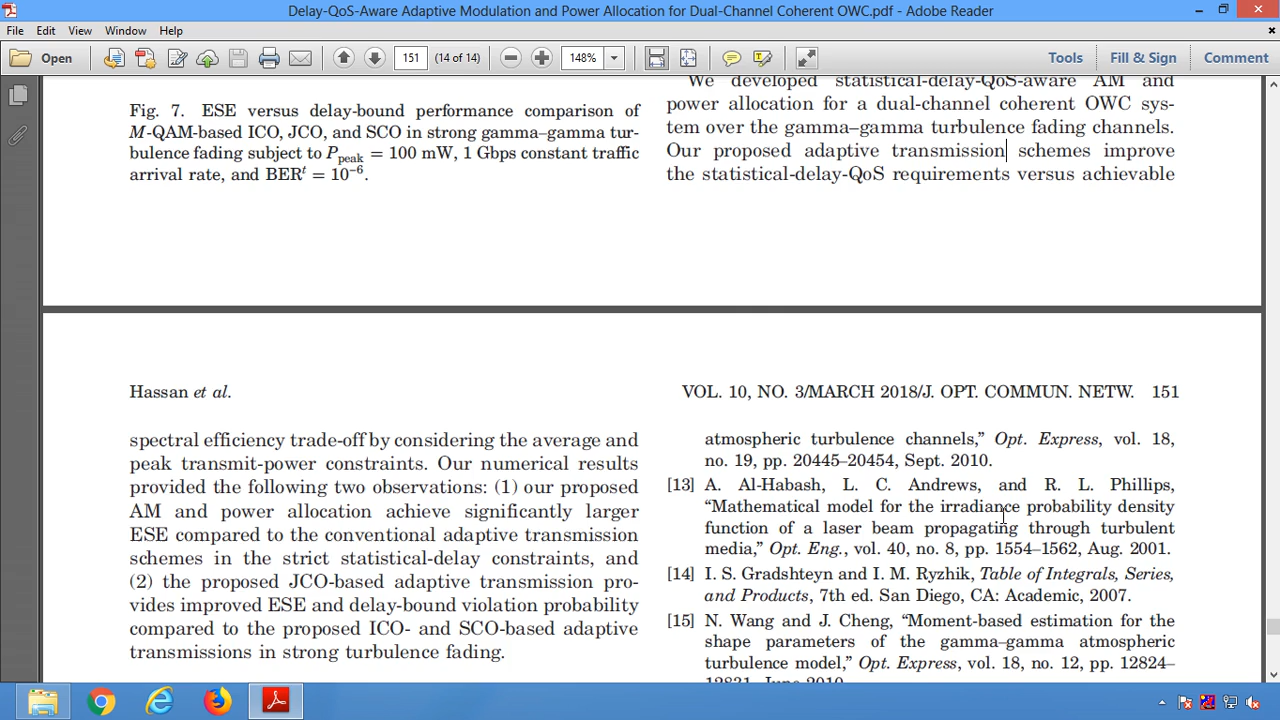 Delay-QoS-Aware Adaptive Modulation and Power Allocation for Dual-Channel Coherent OWC.pdf - Adobe Reader
File Edit View Window Help
Open 151 (14 of 14) 148% Tools Fill & Sign Comment
Fig. 7. ESE versus delay-bound performance comparison of
M-QAM-based ICO, JCO, and SCO in strong gamma–gamma tur-
bulence fading subject to Ppeak = 100 mW, 1 Gbps constant traffic
arrival rate, and BERᵗ = 10⁻⁶.
We developed statistical-delay-QoS-aware AM and
power allocation for a dual-channel coherent OWC sys-
tem over the gamma–gamma turbulence fading channels.
Our proposed adaptive transmission schemes improve
the statistical-delay-QoS requirements versus achievable
Hassan et al.
VOL. 10, NO. 3/MARCH 2018/J. OPT. COMMUN. NETW. 151
spectral efficiency trade-off by considering the average and
peak transmit-power constraints. Our numerical results
provided the following two observations: (1) our proposed
AM and power allocation achieve significantly larger
ESE compared to the conventional adaptive transmission
schemes in the strict statistical-delay constraints, and
(2) the proposed JCO-based adaptive transmission pro-
vides improved ESE and delay-bound violation probability
compared to the proposed ICO- and SCO-based adaptive
transmissions in strong turbulence fading.
atmospheric turbulence channels,” Opt. Express, vol. 18,
no. 19, pp. 20445–20454, Sept. 2010.
[13] A. Al-Habash, L. C. Andrews, and R. L. Phillips,
“Mathematical model for the irradiance probability density
function of a laser beam propagating through turbulent
media,” Opt. Eng., vol. 40, no. 8, pp. 1554–1562, Aug. 2001.
[14] I. S. Gradshteyn and I. M. Ryzhik, Table of Integrals, Series,
and Products, 7th ed. San Diego, CA: Academic, 2007.
[15] N. Wang and J. Cheng, “Moment-based estimation for the
shape parameters of the gamma–gamma atmospheric
turbulence model,” Opt. Express, vol. 18, no. 12, pp. 12824–
12831, June 2010.